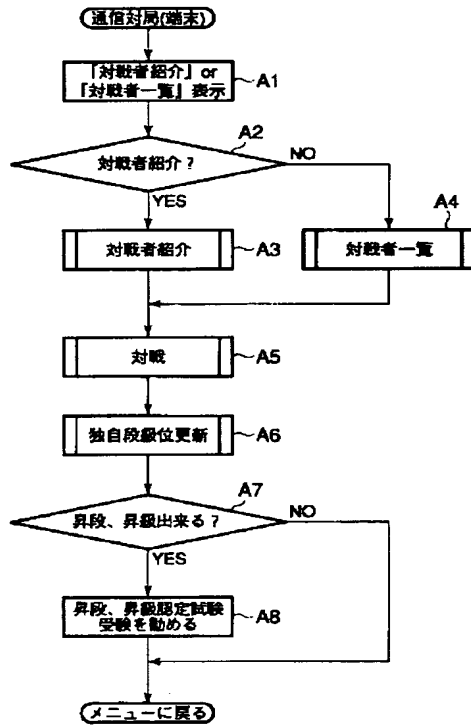 通信対局(端末)
「対戦者紹介」or
「対戦者一覧」表示
A1
A2
対戦者紹介?
NO
YES
A4
対戦者紹介
A3
対戦者一覧
対戦
A5
独自段級位更新
A6
A7
昇段、昇級出来る?
NO
YES
昇段、昇級認定試験
受験を勧める
A8
メニューに戻る